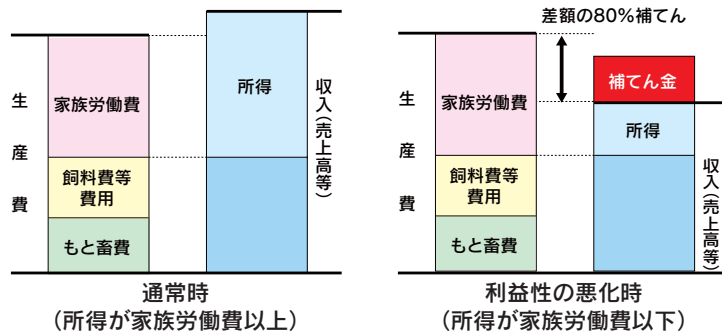 生産費
家族労働費
飼料費等
費用
もと畜費
所得
収入(売上高等)
通常時
(所得が家族労働費以上)
差額の80%補てん
生産費
家族労働費
飼料費等
費用
もと畜費
補てん金
所得
収入(売上高等)
利益性の悪化時
(所得が家族労働費以下)